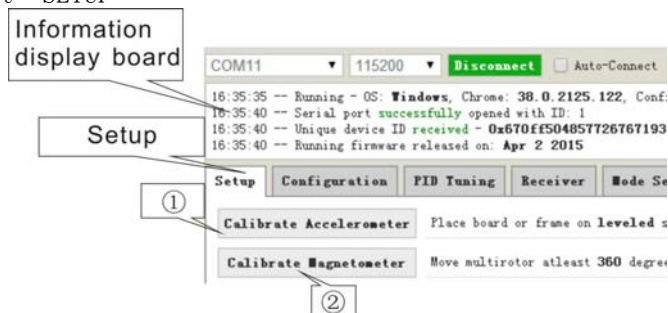 SETUP
Information
display board
COM11 115200 Disconnect Auto-Connect
16:35:35 -- Running - OS: Windows, Chrome: 38.0.2125.122, Conf
16:35:40 -- Serial port successfully opened with ID: 1
16:35:40 -- Unique device ID received - 0x670ff504857726767193
16:35:40 -- Running firmware released on: Apr 2 2015
Setup
Setup Configuration PID Tuning Receiver Mode Se
①
Calibrate Accelerometer Place board or frame on leveled s
Calibrate Magnetometer Move multirotor atleast 360 degree
②